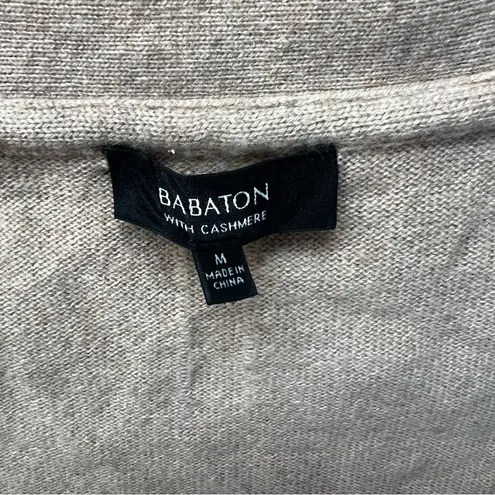 BABATON
WITH CASHMERE
M
MADE IN
CHINA